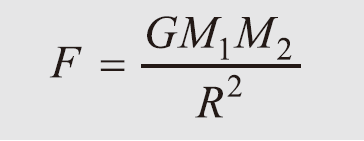 F = GM₁M₂ / R²